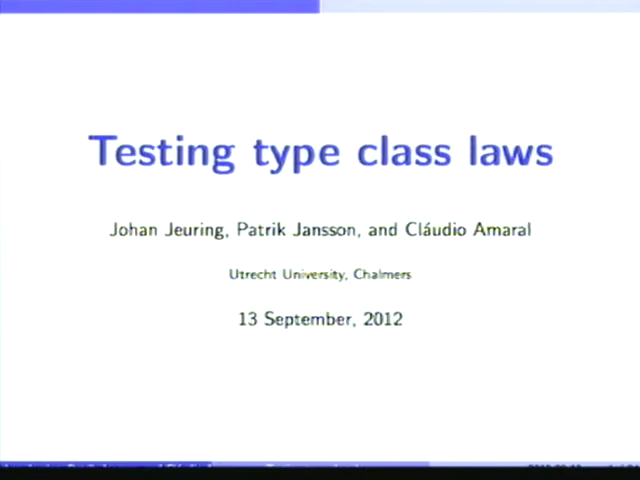 Testing type class laws
Johan Jeuring, Patrik Jansson, and Cláudio Amaral
Utrecht University, Chalmers
13 September, 2012